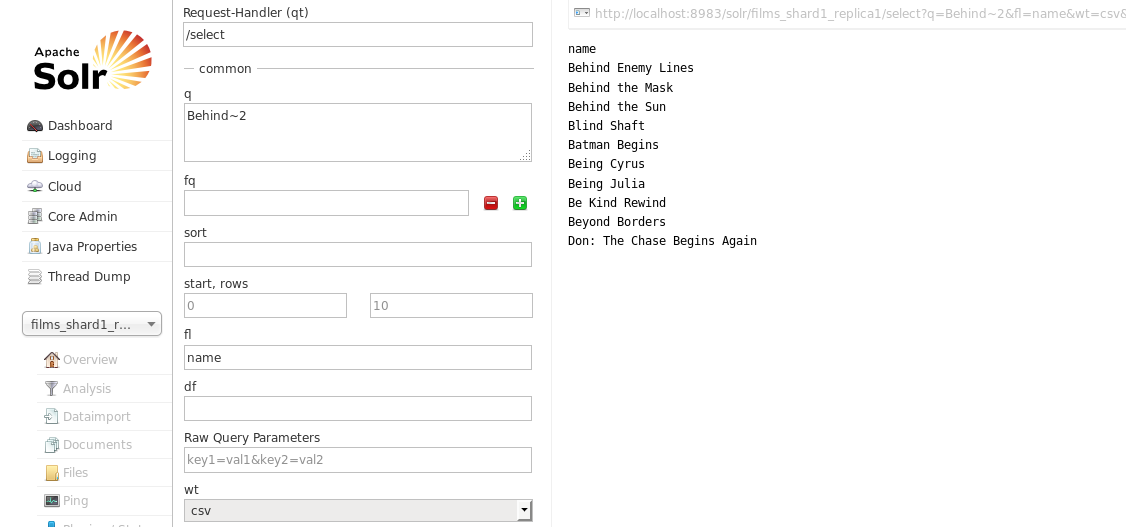 Apache
Solr
Dashboard
Logging
Cloud
Core Admin
Java Properties
Thread Dump
films_shard1_r...
Overview
Analysis
Dataimport
Documents
Files
Ping
Request-Handler (qt)
/select
common
q
Behind~2
fq
sort
start, rows
0
10
fl
name
df
Raw Query Parameters
key1=val1&key2=val2
wt
csv
http://localhost:8983/solr/films_shard1_replica1/select?q=Behind~2&fl=name&wt=csv&
name
Behind Enemy Lines
Behind the Mask
Behind the Sun
Blind Shaft
Batman Begins
Being Cyrus
Being Julia
Be Kind Rewind
Beyond Borders
Don: The Chase Begins Again